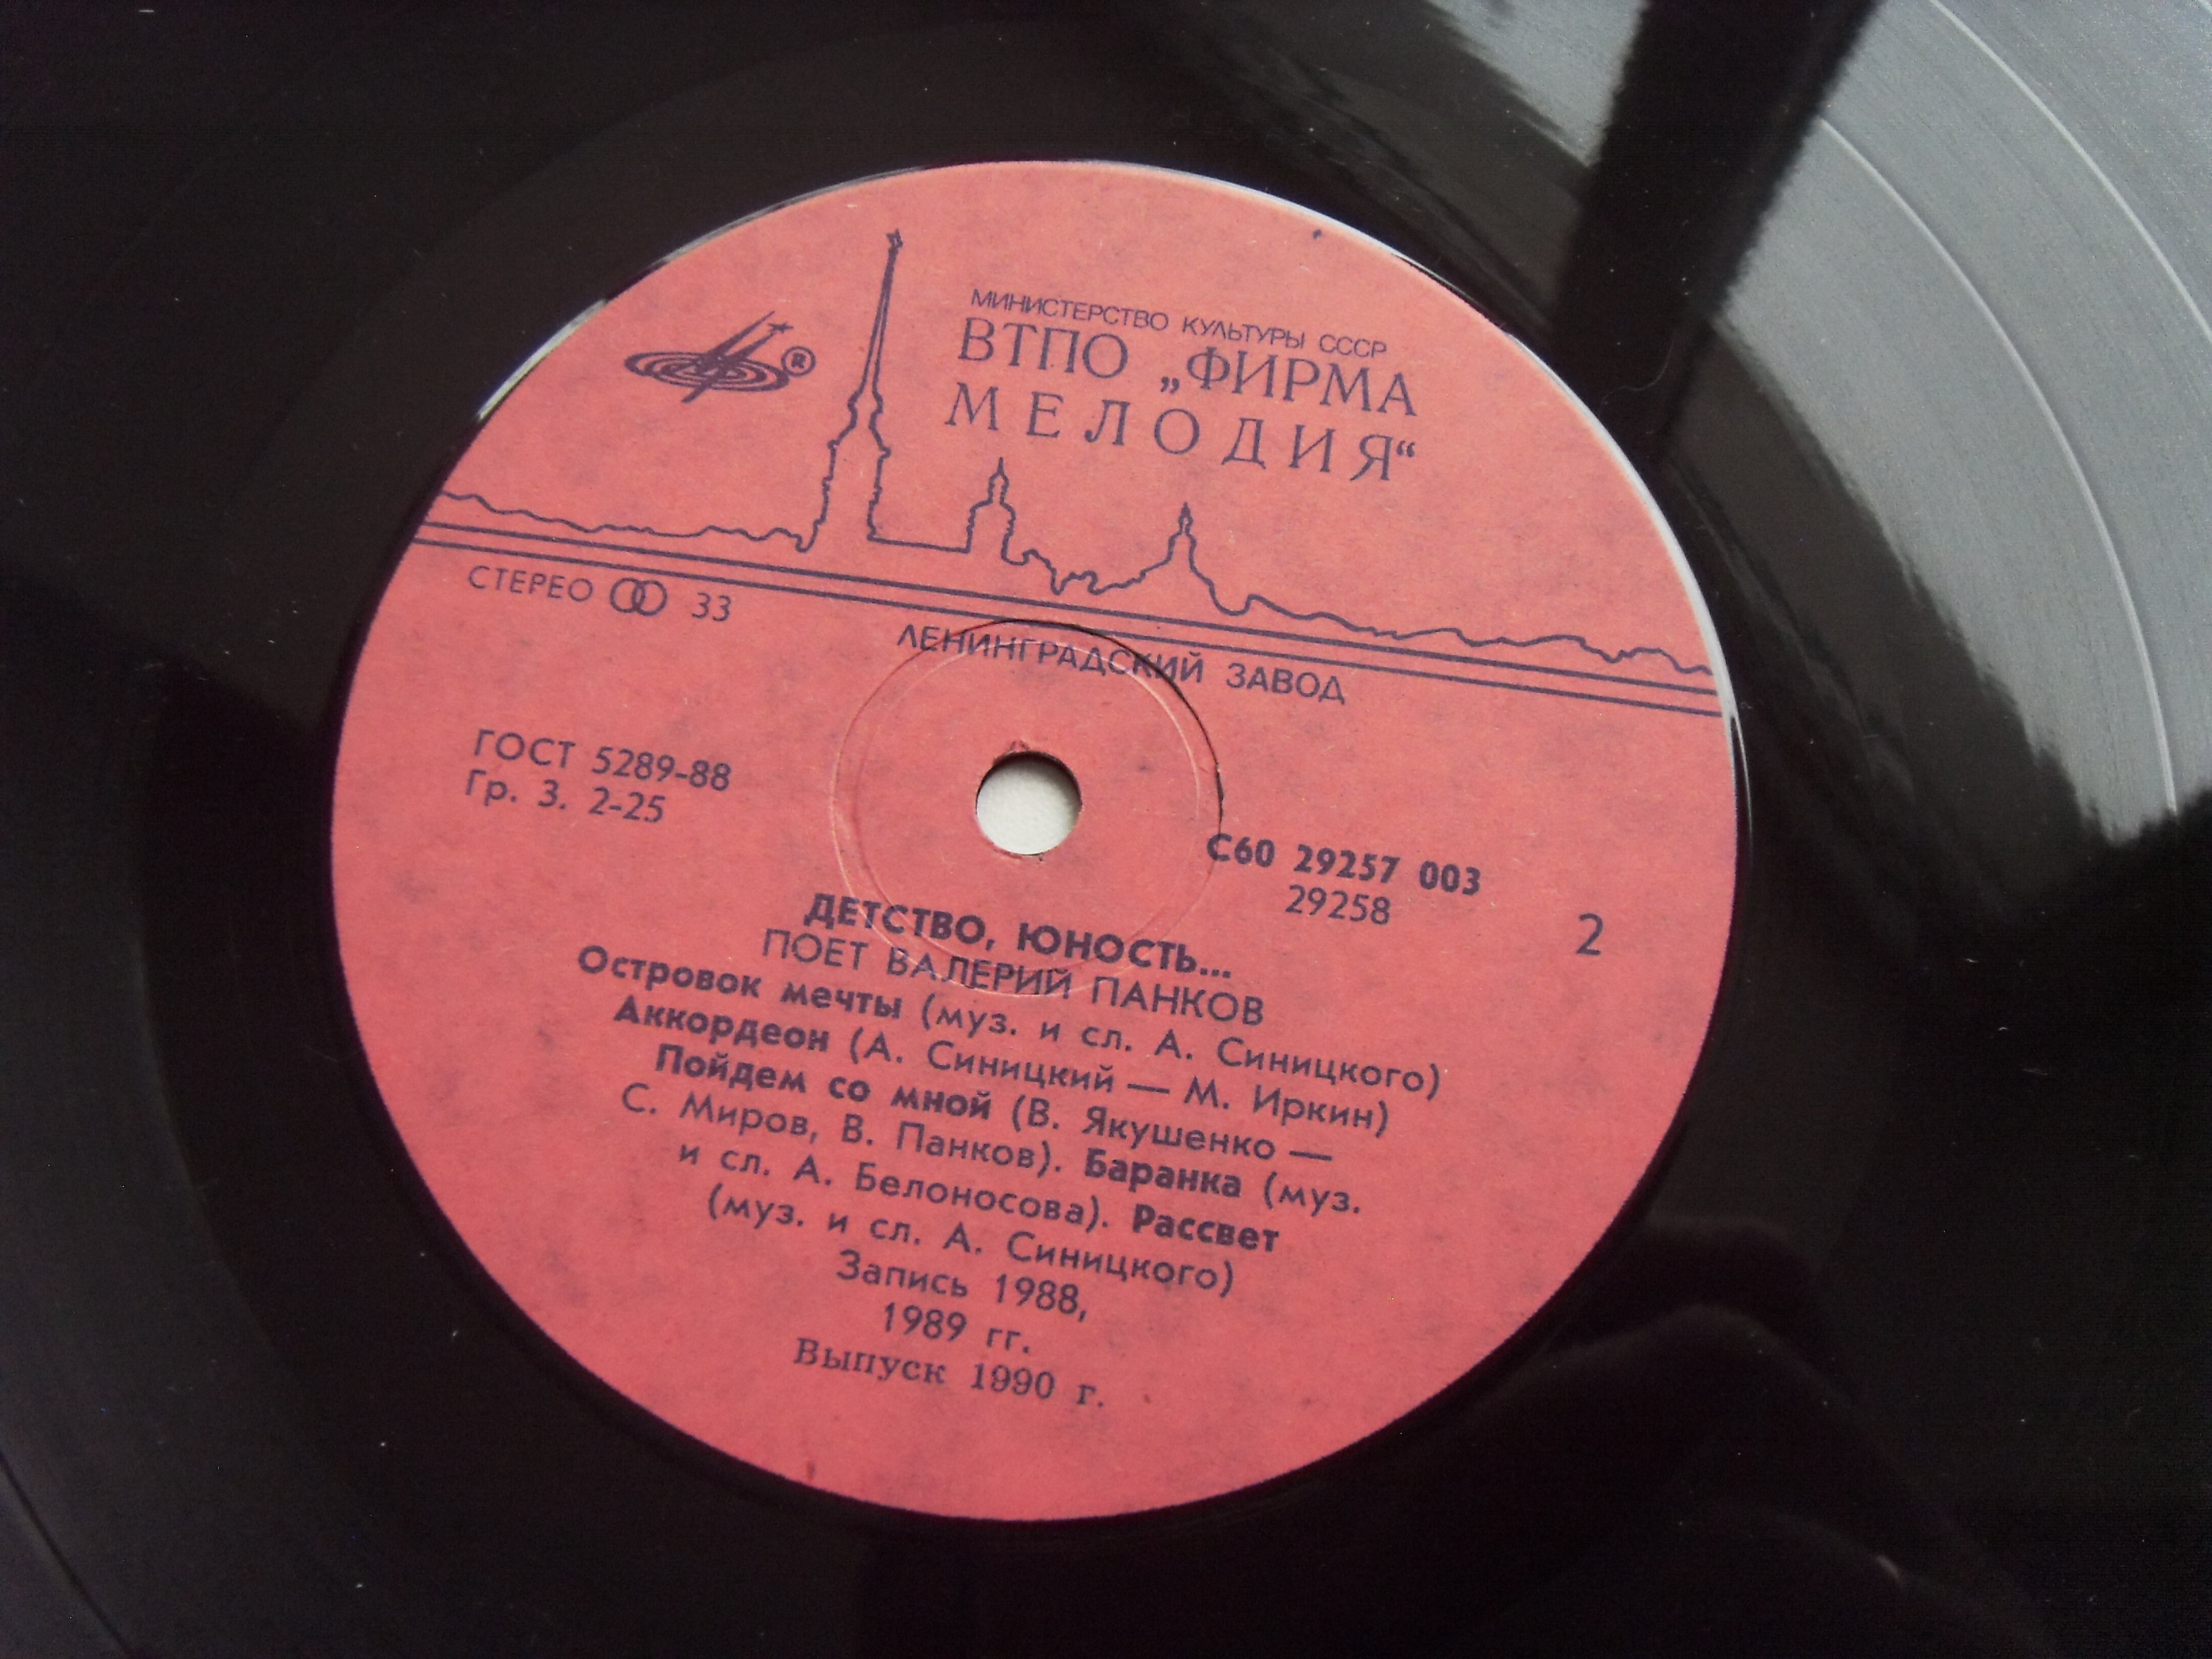 МИНИСТЕРСТВО КУЛЬТУРЫ СССР
ВТПО „ФИРМА
МЕЛОДИЯ“
®
СТЕРЕО 33
ЛЕНИНГРАДСКИЙ ЗАВОД
ГОСТ 5289-88
Гр. 3. 2-25
С60 29257 003
29258
2
ДЕТСТВО, ЮНОСТЬ...
ПОЕТ ВАЛЕРИЙ ПАНКОВ
Островок мечты (муз. и сл. А. Синицкого)
Аккордеон (А. Синицкий — М. Иркин)
Пойдем со мной (В. Якушенко —
С. Миров, В. Панков). Баранка (муз.
и сл. А. Белоносова). Рассвет
(муз. и сл. А. Синицкого)
Запись 1988,
1989 гг.
Выпуск 1990 г.